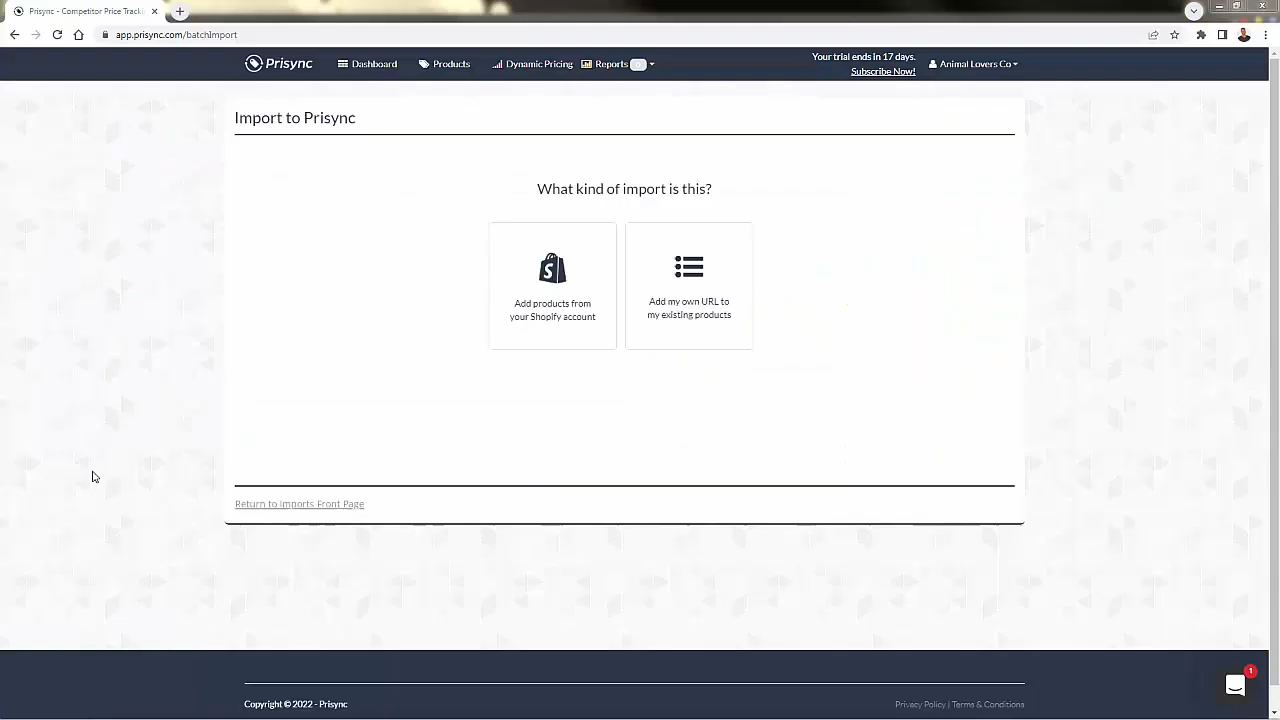 Prisync - Competitor Price Tracki
app.prisync.com/batchImport
Prisync
Dashboard
Products
Dynamic Pricing
Reports
0
Your trial ends in 17 days.
Subscribe Now!
Animal Lovers Co
Import to Prisync
What kind of import is this?
Add products from
your Shopify account
Add my own URL to
my existing products
Return to Imports Front Page
1
Copyright © 2022 - Prisync
Privacy Policy | Terms & Conditions